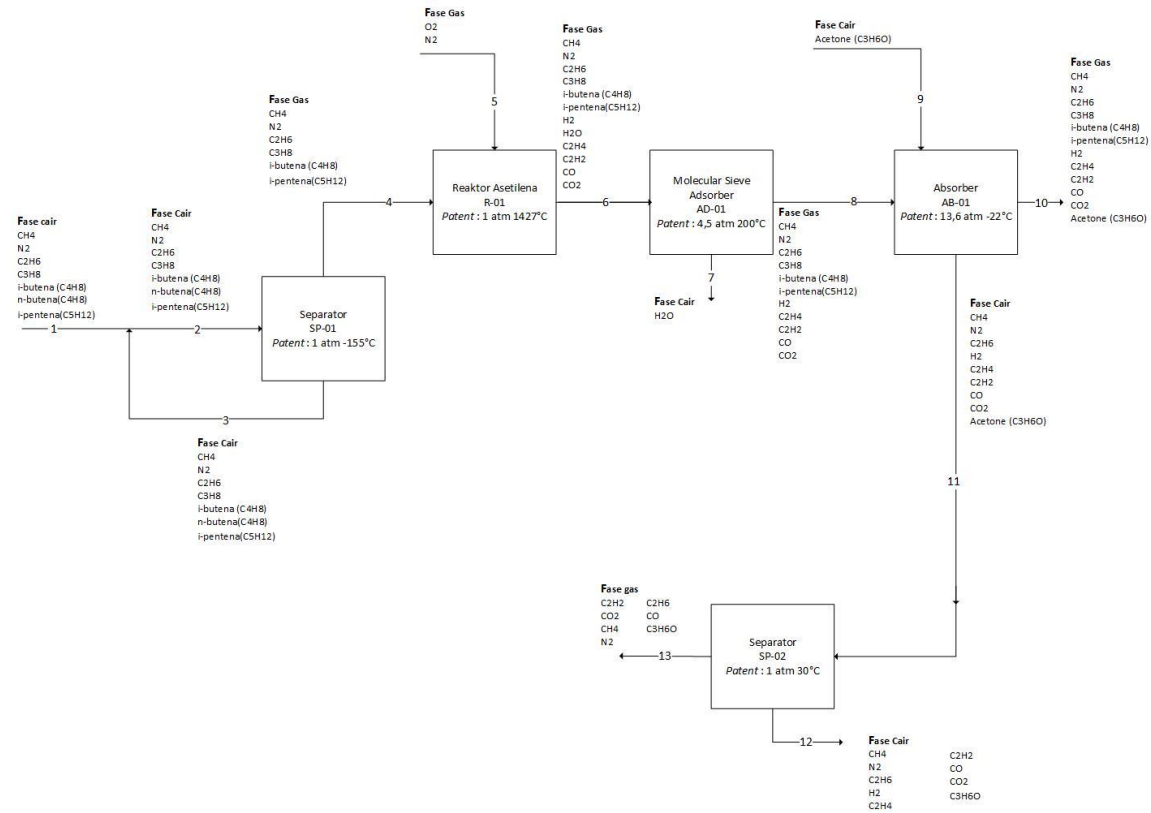 Fase Gas
O2
N2
5
Fase Gas
CH4
N2
C2H6
C3H8
i-butena (C4H8)
i-pentena(C5H12)
H2
H2O
C2H4
C2H2
CO
CO2
Fase Cair
Acetone (C3H6O)
9
Fase Gas
CH4
N2
C2H6
C3H8
i-butena (C4H8)
i-pentena(C5H12)
H2
C2H4
C2H2
CO
CO2
Acetone (C3H6O)
Fase Gas
CH4
N2
C2H6
C3H8
i-butena (C4H8)
i-pentena(C5H12)
4
Reaktor Asetilena
R-01
Patent : 1 atm 1427°C
6
Molecular Sieve
Adsorber
AD-01
Patent : 4,5 atm 200°C
8
Absorber
AB-01
Patent : 13,6 atm -22°C
10
Fase cair
CH4
N2
C2H6
C3H8
i-butena (C4H8)
n-butena(C4H8)
i-pentena(C5H12)
1
Fase Cair
CH4
N2
C2H6
C3H8
i-butena (C4H8)
n-butena(C4H8)
i-pentena(C5H12)
2
Separator
SP-01
Patent : 1 atm -155°C
7
Fase Cair
H2O
Fase Gas
CH4
N2
C2H6
C3H8
i-butena (C4H8)
i-pentena(C5H12)
H2
C2H4
C2H2
CO
CO2
Fase Cair
CH4
N2
C2H6
H2
C2H4
C2H2
CO
CO2
Acetone (C3H6O)
3
Fase Cair
CH4
N2
C2H6
C3H8
i-butena (C4H8)
n-butena(C4H8)
i-pentena(C5H12)
11
Fase gas
C2H2 C2H6
CO2 CO
CH4 C3H6O
N2
13
Separator
SP-02
Patent : 1 atm 30°C
12
Fase Cair
CH4 C2H2
N2 CO
C2H6 CO2
H2 C3H6O
C2H4